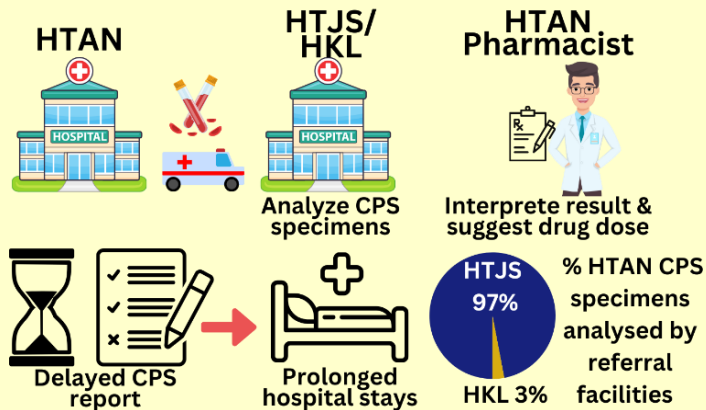 HTAN
HOSPITAL
HTJS/
HKL
HOSPITAL
Analyze CPS
specimens
HTAN
Pharmacist
Rx
Interprete result &
suggest drug dose
Delayed CPS
report
Prolonged
hospital stays
HTJS
97%
HKL 3%
% HTAN CPS
specimens
analysed by
referral
facilities